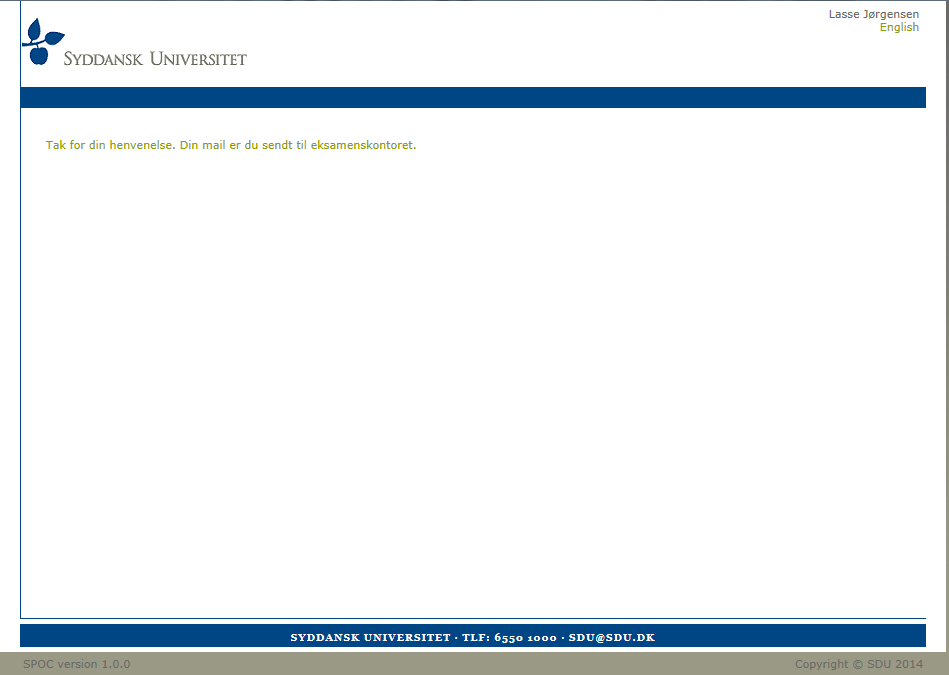 Lasse Jørgensen
English
SYDDANSK UNIVERSITET
Tak for din henvenelse. Din mail er du sendt til eksamenskontoret.
SYDDANSK UNIVERSITET · TLF: 6550 1000 · SDU@SDU.DK
SPOC version 1.0.0
Copyright © SDU 2014